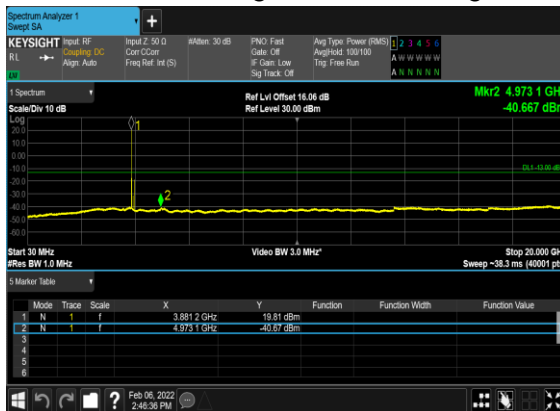 Spectrum Analyzer 1
Swept SA
KEYSIGHT Input: RF Input Z: 50 Ω #Atten: 30 dB PNO: Fast Avg Type: Power (RMS) 1 2 3 4 5 6
RL Coupling: DC Corr CCorr Gate: Off Avg|Hold: 100/100 A W W W W W
Align: Auto Freq Ref: Int (S) IF Gain: Low Trig: Free Run
Sig Track: Off A N N N N N
1 Spectrum
Scale/Div 10 dB
Ref Lvl Offset 16.06 dB
Ref Level 30.00 dBm
Mkr2 4.973 1 GH
-40.667 dBr
Log
20.0
10.0
0.00
-10.0
-20.0
-30.0
-40.0
-50.0
-60.0
1
2
DL1 -13.00 dB
Start 30 MHz Video BW 3.0 MHz* Stop 20.000 GH
#Res BW 1.0 MHz Sweep ~38.3 ms (40001 pt
5 Marker Table
Mode Trace Scale X Y Function Function Width Function Value
1 N 1 f 3.881 2 GHz 19.81 dBm
2 N 1 f 4.973 1 GHz -40.67 dBm
3
4
5
6
? Feb 06, 2022
2:46:36 PM